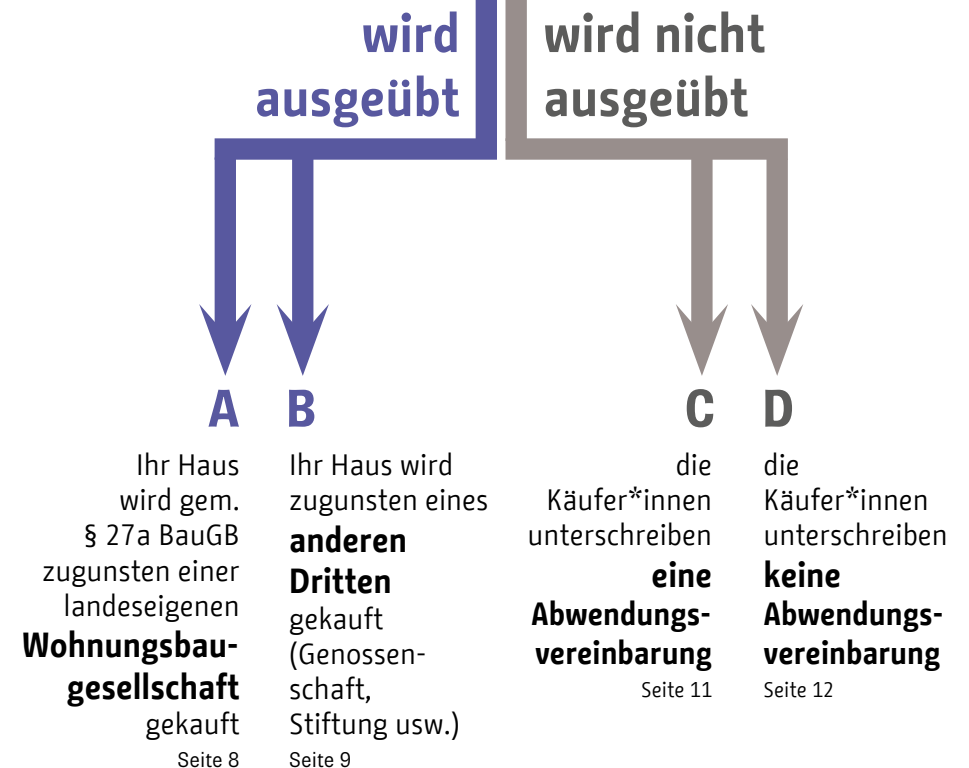 wird
ausgeübt
wird nicht
ausgeübt
A
Ihr Haus
wird gem.
§ 27a BauGB
zugunsten einer
landeseigenen
Wohnungsbau-
gesellschaft
gekauft
Seite 8
B
Ihr Haus wird
zugunsten eines
anderen
Dritten
gekauft
(Genossen-
schaft,
Stiftung usw.)
Seite 9
C
die
Käufer*innen
unterschreiben
eine
Abwendungs-
vereinbarung
Seite 11
D
die
Käufer*innen
unterschreiben
keine
Abwendungs-
vereinbarung
Seite 12